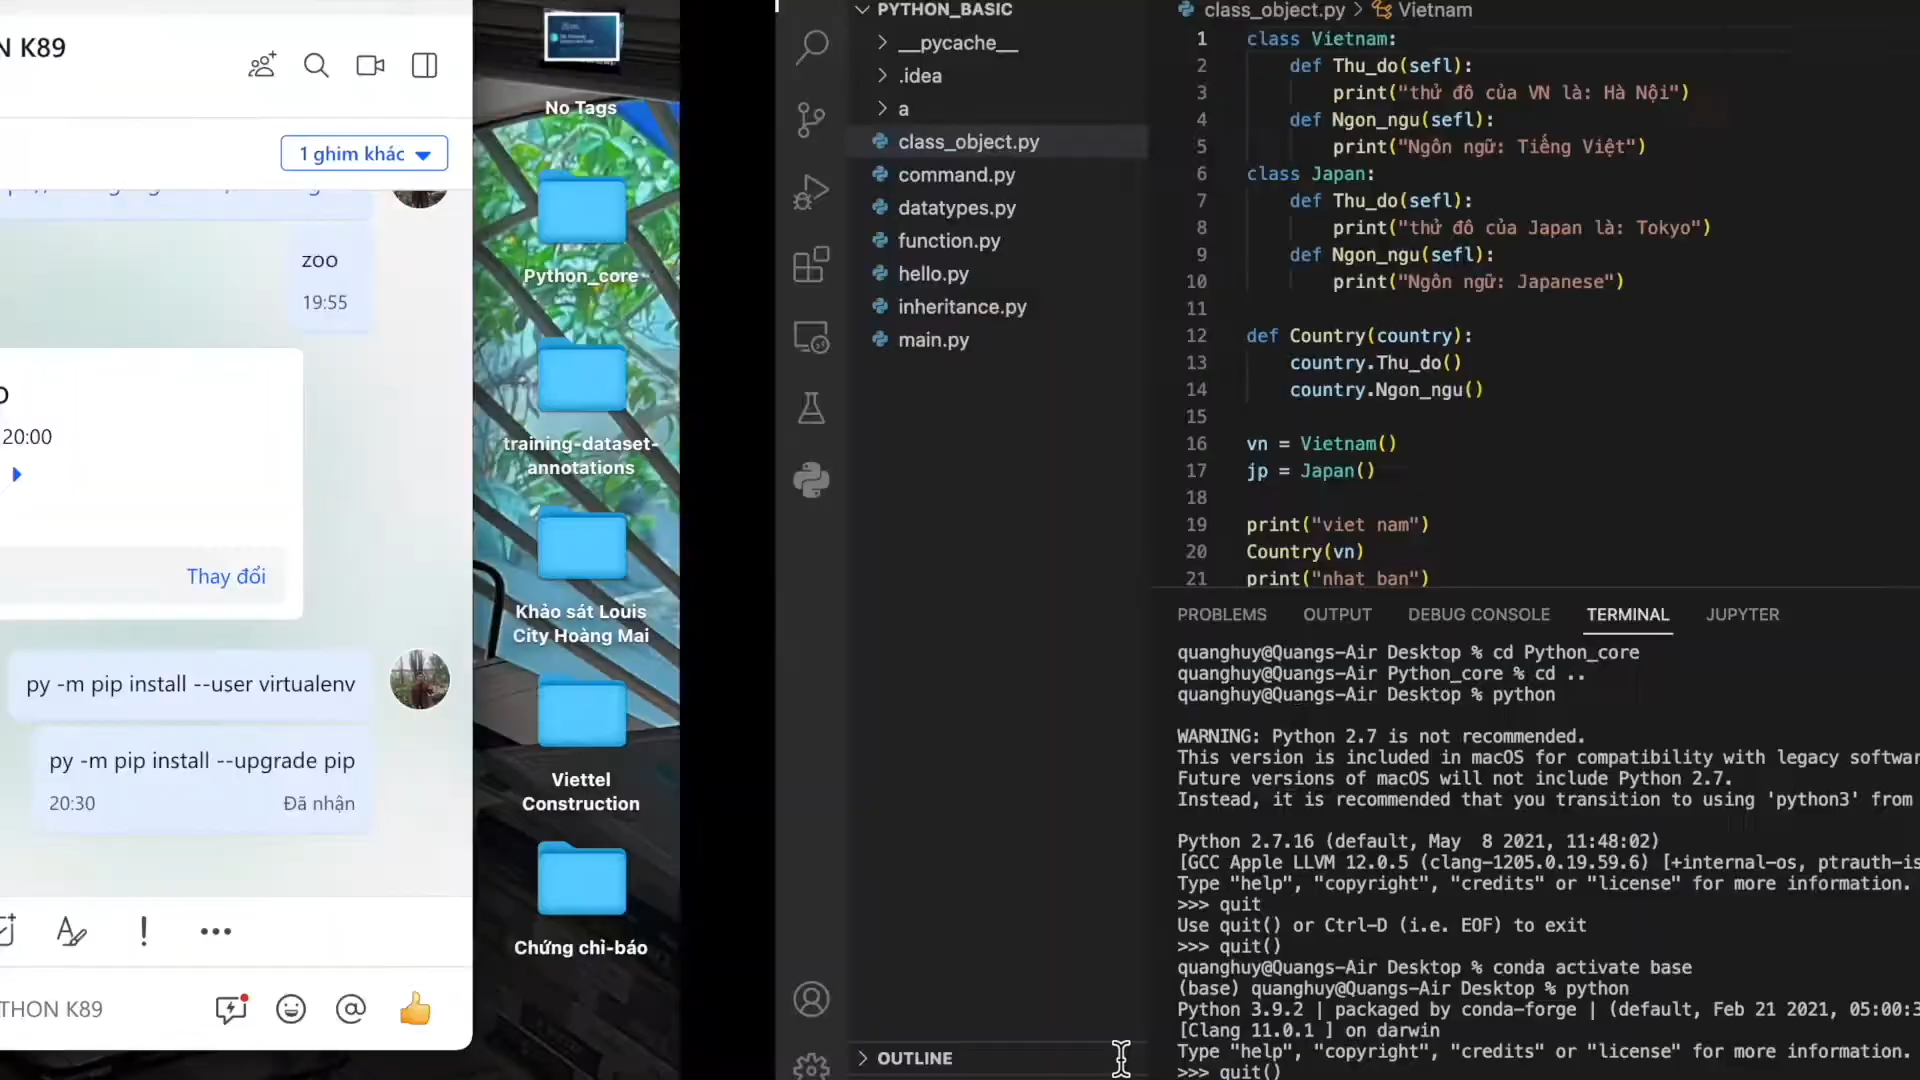 N K89
1 ghim khác
zoo
19:55
20:00
Thay đổi
py -m pip install --user virtualenv
py -m pip install --upgrade pip
20:30
Đã nhận
THON K89
No Tags
Python_core
training-dataset-
annotations
Khảo sát Louis
City Hoàng Mai
Viettel
Construction
Chứng chỉ-báo
PYTHON_BASIC
__pycache__
.idea
a
class_object.py
command.py
datatypes.py
function.py
hello.py
inheritance.py
main.py
OUTLINE
class_object.py > Vietnam
1 class Vietnam:
2 def Thu_do(sefl):
3 print("thử đô của VN là: Hà Nội")
4 def Ngon_ngu(sefl):
5 print("Ngôn ngữ: Tiếng Việt")
6 class Japan:
7 def Thu_do(sefl):
8 print("thử đô của Japan là: Tokyo")
9 def Ngon_ngu(sefl):
10 print("Ngôn ngữ: Japanese")
11
12 def Country(country):
13 country.Thu_do()
14 country.Ngon_ngu()
15
16 vn = Vietnam()
17 jp = Japan()
18
19 print("viet nam")
20 Country(vn)
21 print("nhat ban")
PROBLEMS OUTPUT DEBUG CONSOLE TERMINAL JUPYTER
quanghuy@Quangs-Air Desktop % cd Python_core
quanghuy@Quangs-Air Python_core % cd ..
quanghuy@Quangs-Air Desktop % python
WARNING: Python 2.7 is not recommended.
This version is included in macOS for compatibility with legacy softwar
Future versions of macOS will not include Python 2.7.
Instead, it is recommended that you transition to using 'python3' from
Python 2.7.16 (default, May 8 2021, 11:48:02)
[GCC Apple LLVM 12.0.5 (clang-1205.0.19.59.6) [+internal-os, ptrauth-is
Type "help", "copyright", "credits" or "license" for more information.
>>> quit
Use quit() or Ctrl-D (i.e. EOF) to exit
>>> quit()
quanghuy@Quangs-Air Desktop % conda activate base
(base) quanghuy@Quangs-Air Desktop % python
Python 3.9.2 | packaged by conda-forge | (default, Feb 21 2021, 05:00:3
[Clang 11.0.1 ] on darwin
Type "help", "copyright", "credits" or "license" for more information.
>>> quit()